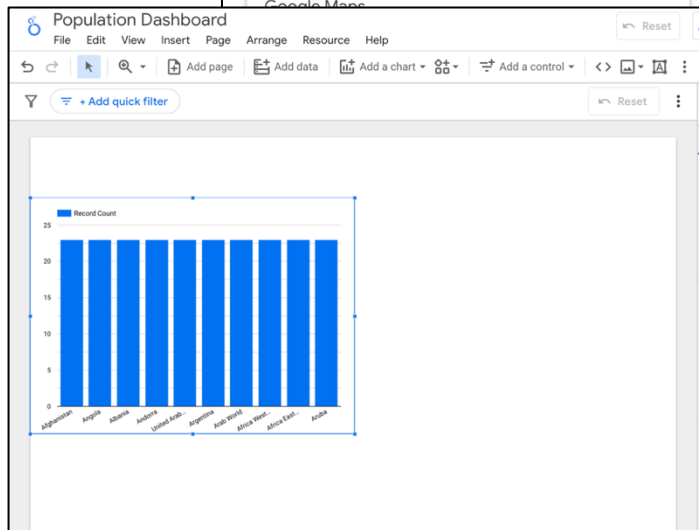 Google Maps
Population Dashboard
Reset
File Edit View Insert Page Arrange Resource Help
Add page Add data Add a chart Add a control
+ Add quick filter
Reset
Record Count
25
20
15
10
5
0
Afghanistan Angola Albania Andorra United Arab... Argentina Arab World Africa West... Africa East... Aruba